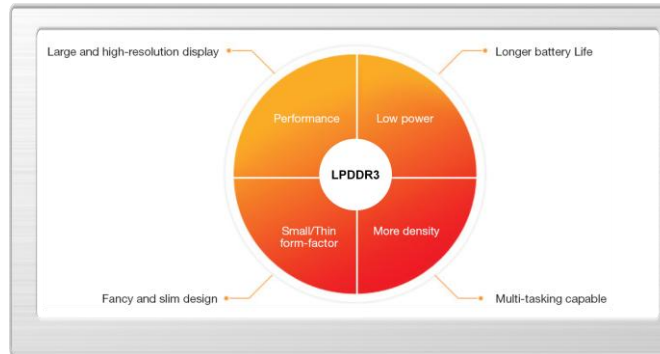 Large and high-resolution display
Longer battery Life
Performance
Low power
LPDDR3
Small/Thin
form-factor
More density
Fancy and slim design
Multi-tasking capable